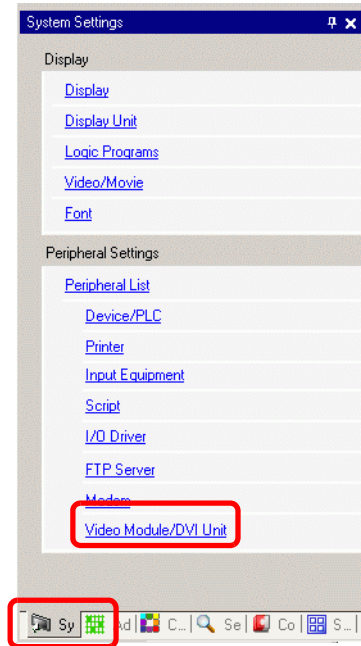 System Settings
Display
Display
Display Unit
Logic Programs
Video/Movie
Font
Peripheral Settings
Peripheral List
Device/PLC
Printer
Input Equipment
Script
I/O Driver
FTP Server
Modem
Video Module/DVI Unit
Sy Ad C... Se Co S...